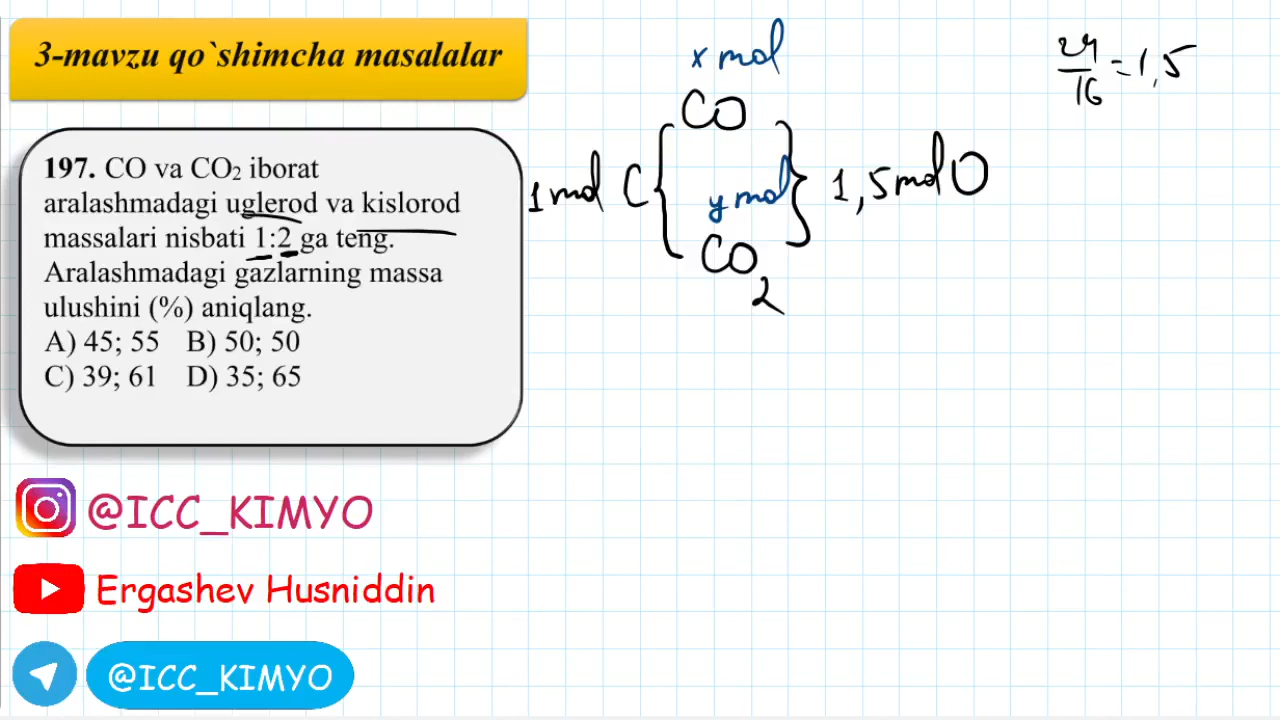 3-mavzu qo`shimcha masalalar
197. CO va CO₂ iborat
aralashmadagi uglerod va kislorod
massalari nisbati 1:2 ga teng.
Aralashmadagi gazlarning massa
ulushini (%) aniqlang.
A) 45; 55 B) 50; 50
C) 39; 61 D) 35; 65
x mol
CO
1 mol C
y mol
1,5 mol O
CO₂
24/16 = 1,5
@ICC_KIMYO
Ergashev Husniddin
@ICC_KIMYO